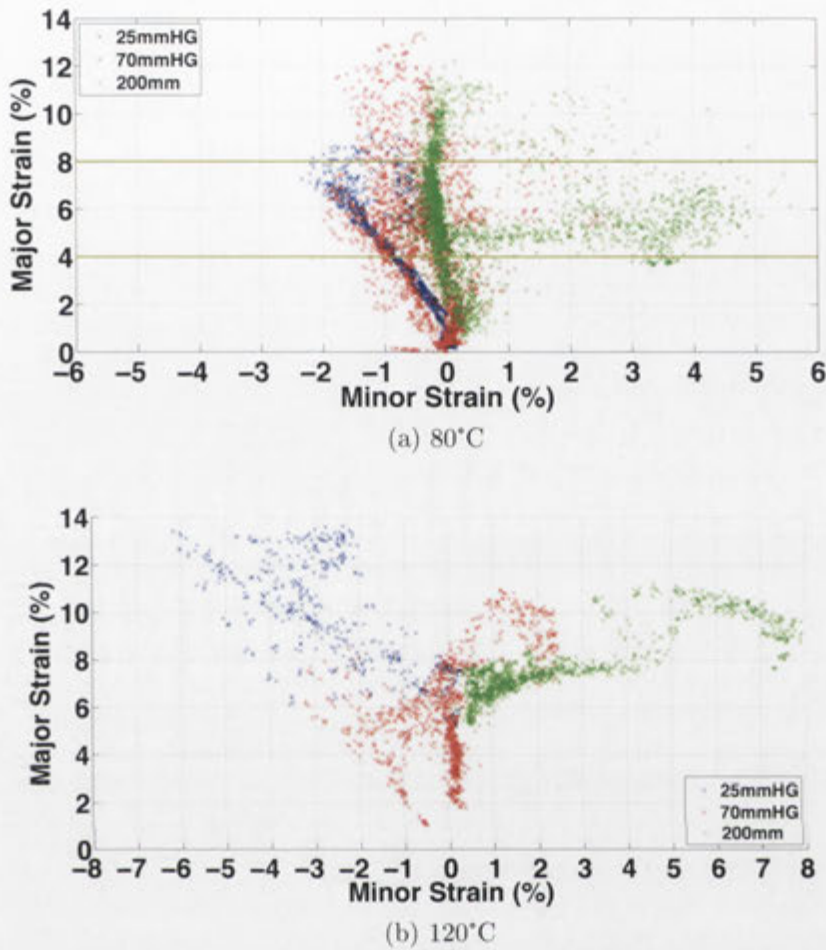 14
12
10
8
6
4
2
0
Major Strain (%)
25mmHG
70mmHG
200mm
−6 −5 −4 −3 −2 −1 0 1 2 3 4 5 6
Minor Strain (%)
(a) 80°C
14
12
10
8
6
4
2
0
Major Strain (%)
25mmHG
70mmHG
200mm
−8 −7 −6 −5 −4 −3 −2 −1 0 1 2 3 4 5 6 7 8
Minor Strain (%)
(b) 120°C